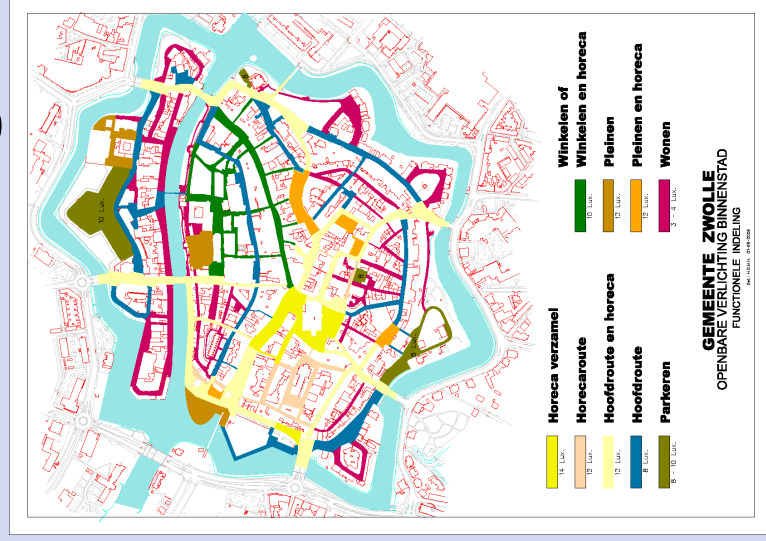 Winkelen of
Winkelen en horeca
10 Lux.
Pleinen
12 Lux.
Pleinen en horeca
12 Lux.
Wonen
3 - 4 Lux.
Horeca verzamel
14 Lux.
Horecaroute
12 Lux.
Hoofdroute en horeca
12 Lux.
Hoofdroute
8 Lux.
Parkeren
8 - 10 Lux.
GEMEENTE ZWOLLE
OPENBARE VERLICHTING BINNENSTAD
FUNCTIONELE INDELING
10 Lux.